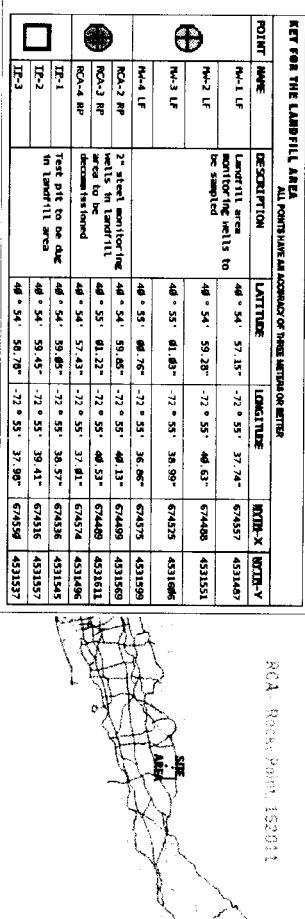 KEY FOR THE LANDFILL AREA
ALL POINTS HAVE AN ACCURACY OF THREE METERS OR BETTER
POINT NAME DESCRIPTION LATITUDE LONGITUDE NYTM-X NYTM-Y
MW-1 LF Landfill area monitoring wells to be sampled 40 ° 54' 57.15" -72 ° 55' 37.74" 674557 4531487
MW-2 LF 40 ° 54' 59.28" -72 ° 55' 40.63" 674488 4531551
MW-3 LF 40 ° 55' 01.03" -72 ° 55' 38.99" 674525 4531606
MW-4 LF 40 ° 55' 00.76" -72 ° 55' 36.86" 674575 4531599
RCA-2 RP 2" steel monitoring wells in landfill area to be decommissioned 40 ° 54' 59.85" -72 ° 55' 40.13" 674499 4531569
RCA-3 RP 40 ° 55' 01.22" -72 ° 55' 40.53" 674489 4531611
RCA-4 RP 40 ° 54' 57.43" -72 ° 55' 37.01" 674574 4531496
TP-1 Test pit to be dug in landfill area 40 ° 54' 59.05" -72 ° 55' 38.57" 674536 4531545
TP-2 40 ° 54' 59.45" -72 ° 55' 39.41" 674516 4531557
TP-3 40 ° 54' 58.78" -72 ° 55' 37.98" 674550 4531537
RCA Rocky Point, 152011
SITE
AREA